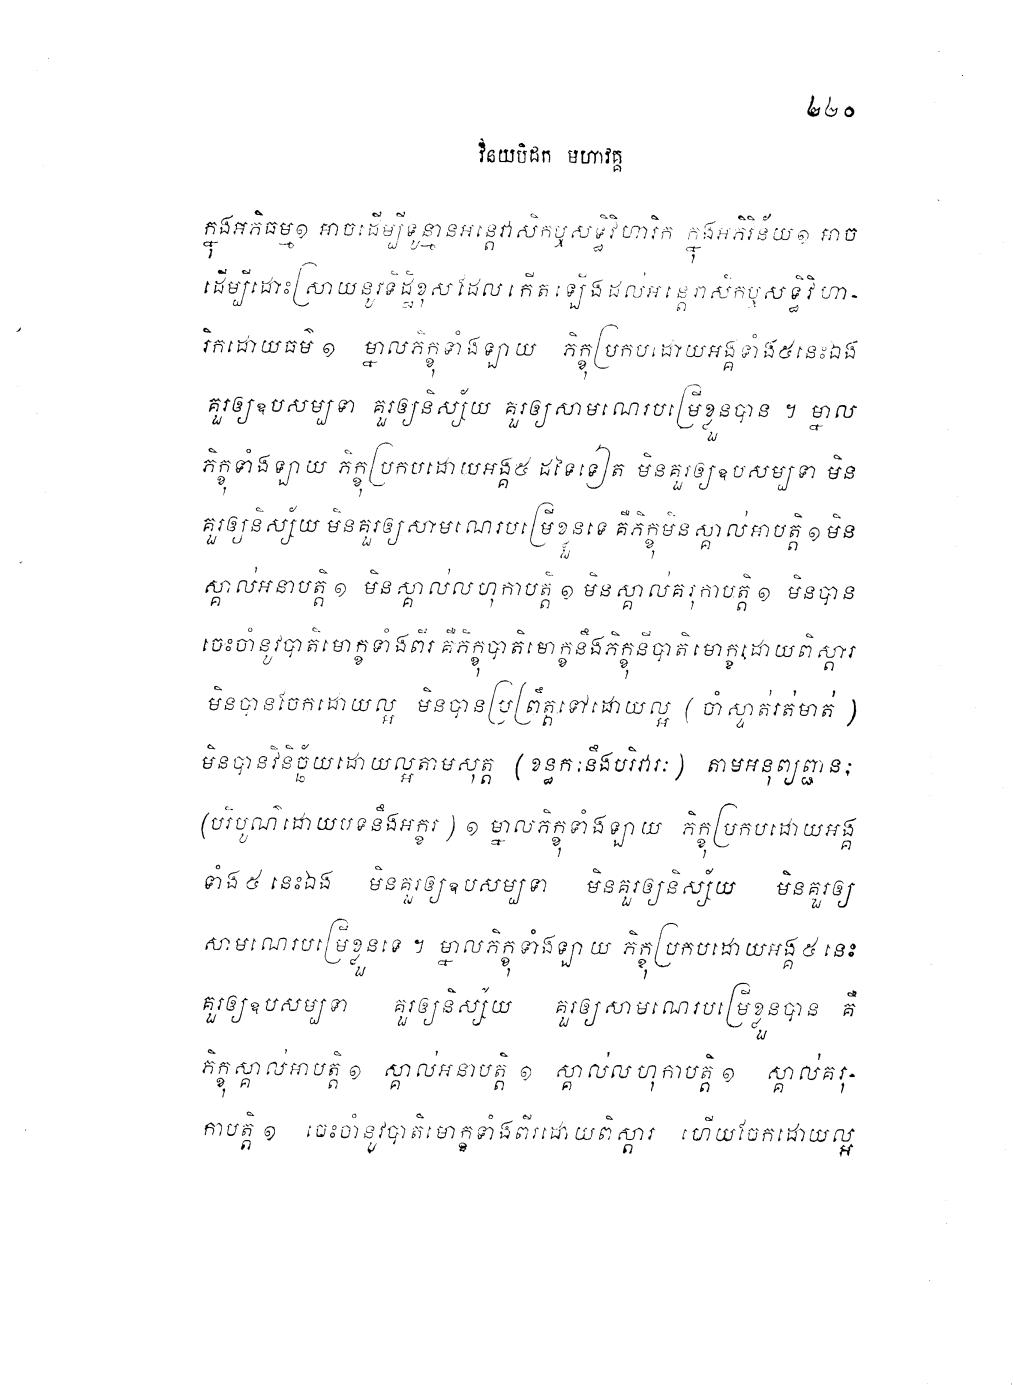 ២២០
វិនយបិដក មហាវគ្គ
ក្នុងអភិធម្ម១ អាចដើម្បីទូន្មានអន្តេវាសិកឬសទ្ធិវិហារិក ក្នុងអភិវិន័យ១ អាច
ដើម្បីដោះស្រាយនូវទិដ្ឋិខុសដែលកើតឡើងដល់អន្តេវាសិកឬសទ្ធិវិហា-
រិកដោយធម៌ ១ ម្នាលភិក្ខុទាំងឡាយ ភិក្ខុប្រកបដោយអង្គទាំង៥នេះឯង
គួរឲ្យឧបសម្បទា គួរឲ្យនិស្ស័យ គួរឲ្យសាមណេរបម្រើខ្លួនបាន ។ ម្នាល
ភិក្ខុទាំងឡាយ ភិក្ខុប្រកបដោយអង្គ៥ ដទៃទៀត មិនគួរឲ្យឧបសម្បទា មិន
គួរឲ្យនិស្ស័យ មិនគួរឲ្យសាមណេរបម្រើខ្លួនទេ គឺភិក្ខុមិនស្គាល់អាបត្តិ ១ មិន
ស្គាល់អនាបត្តិ ១ មិនស្គាល់លហុកាបត្តិ ១ មិនស្គាល់គរុកាបត្តិ ១ មិនបាន
ចេះចាំនូវបាតិមោក្ខទាំងពីរ គឺភិក្ខុបាតិមោក្ខនឹងភិក្ខុនីបាតិមោក្ខដោយពិស្តារ
មិនបានចែកដោយល្អ មិនបានប្រព្រឹត្តទៅដោយល្អ ( ចាំស្ទាត់រត់មាត់ )
មិនបានវិនិច្ឆ័យដោយល្អតាមសុត្ត ( ខន្ធកៈនឹងបរិវារៈ ) តាមអនុព្យញ្ជនៈ
(បរិបូណ៌ដោយបទនឹងអក្ខរ ) ១ ម្នាលភិក្ខុទាំងឡាយ ភិក្ខុប្រកបដោយអង្គ
ទាំង ៥ នេះឯង មិនគួរឲ្យឧបសម្បទា មិនគួរឲ្យនិស្ស័យ មិនគួរឲ្យ
សាមណេរបម្រើខ្លួនទេ ។ ម្នាលភិក្ខុទាំងឡាយ ភិក្ខុប្រកបដោយអង្គ ៥ នេះ
គួរឲ្យឧបសម្បទា គួរឲ្យនិស្ស័យ គួរឲ្យសាមណេរបម្រើខ្លួនបាន គឺ
ភិក្ខុស្គាល់អាបត្តិ ១ ស្គាល់អនាបត្តិ ១ ស្គាល់លហុកាបត្តិ ១ ស្គាល់គរុ-
កាបត្តិ ១ ចេះចាំនូវបាតិមោក្ខទាំងពីរដោយពិស្តារ ហើយចែកដោយល្អ